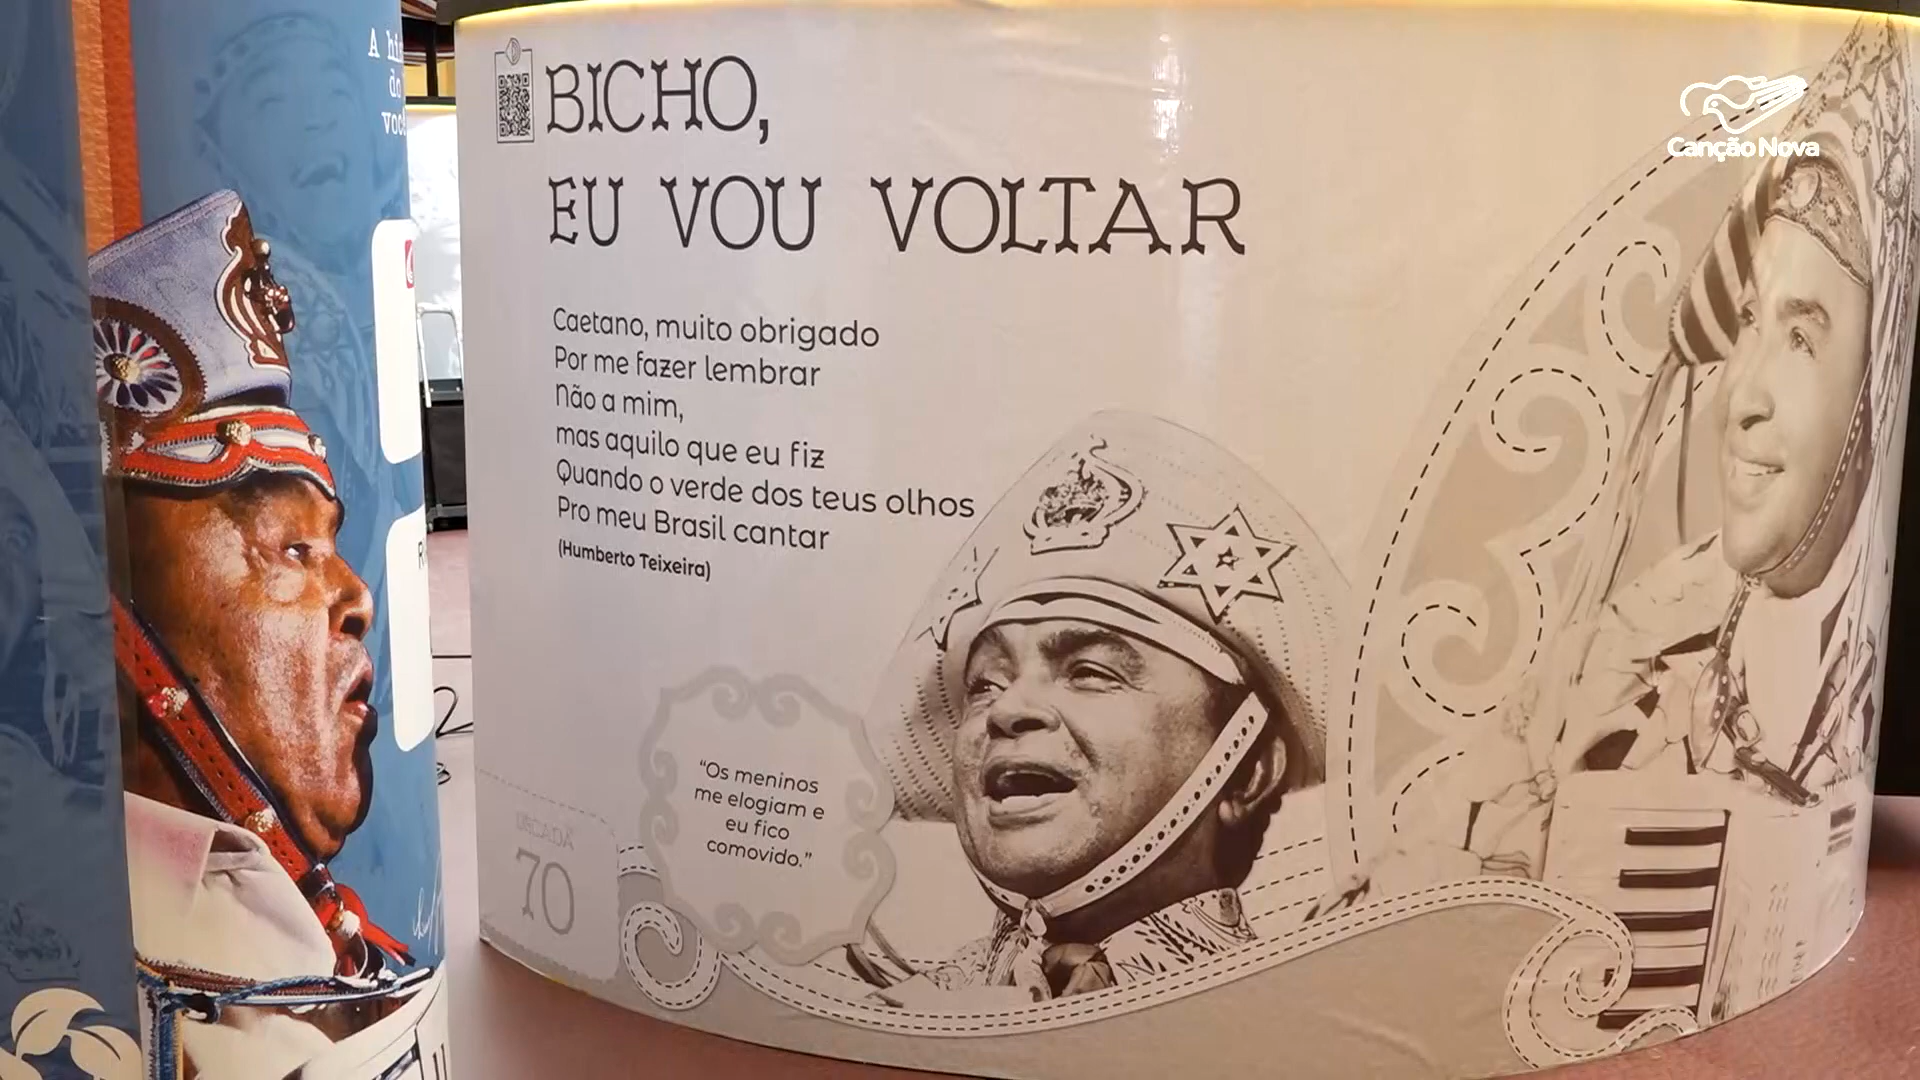 BICHO,
EU VOU VOLTAR
Caetano, muito obrigado
Por me fazer lembrar
Não a mim,
mas aquilo que eu fiz
Quando o verde dos teus olhos
Pro meu Brasil cantar
(Humberto Teixeira)
“Os meninos
me elogiam e
eu fico
comovido.”
DÉCADA
70
Canção Nova
A
do